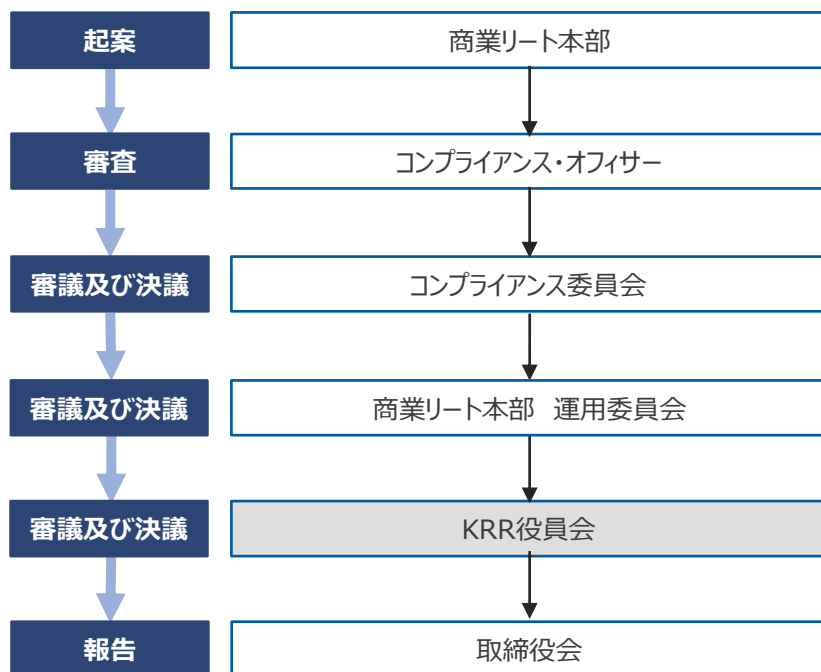 起案
商業リート本部
審査
コンプライアンス・オフィサー
審議及び決議
コンプライアンス委員会
審議及び決議
商業リート本部　運用委員会
審議及び決議
KRR役員会
報告
取締役会